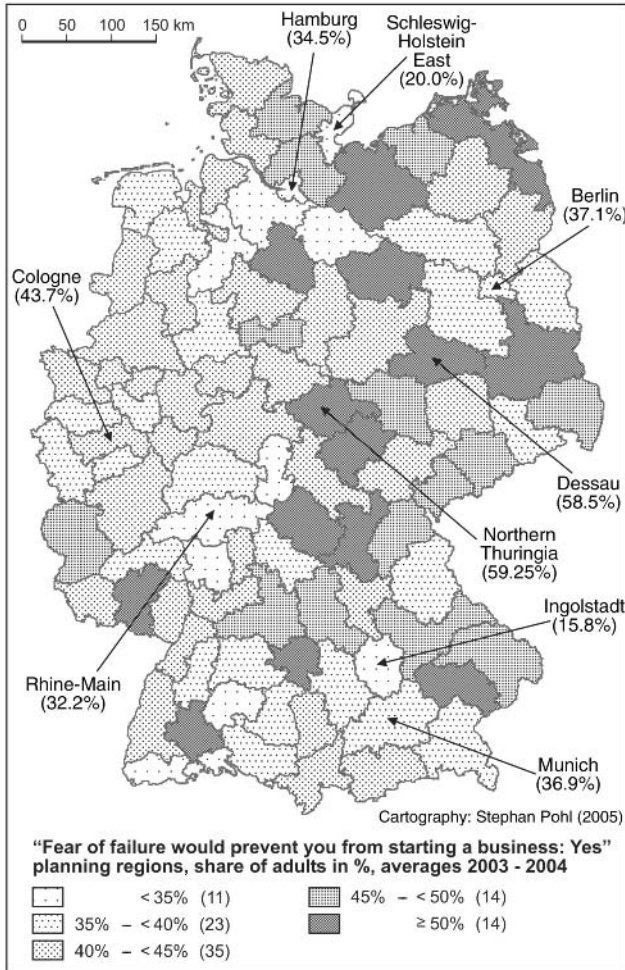 0 50 100 150 km
Hamburg
(34.5%)
Schleswig-
Holstein
East
(20.0%)
Berlin
(37.1%)
Cologne
(43.7%)
Dessau
(58.5%)
Northern
Thuringia
(59.25%)
Ingolstadt
(15.8%)
Rhine-Main
(32.2%)
Munich
(36.9%)
Cartography: Stephan Pohl (2005)
“Fear of failure would prevent you from starting a business: Yes”
planning regions, share of adults in %, averages 2003 - 2004
< 35% (11)
35% – < 40% (23)
40% – < 45% (35)
45% – < 50% (14)
≥ 50% (14)